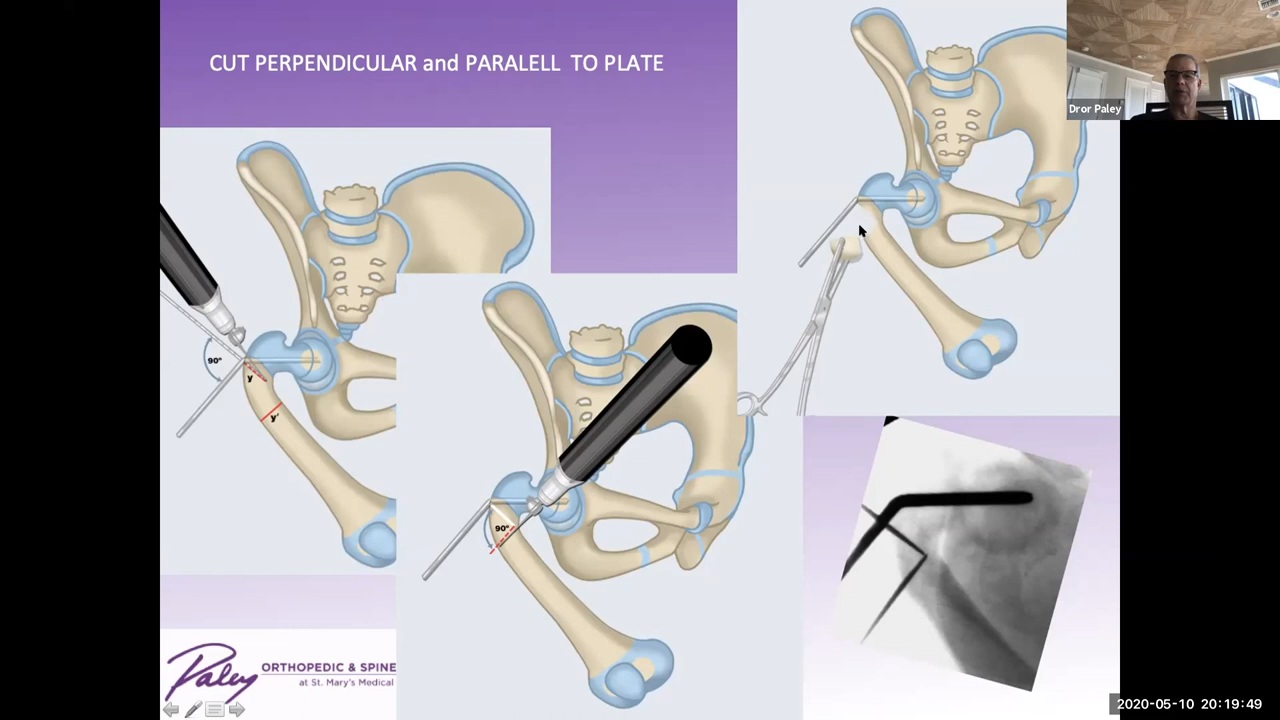 CUT PERPENDICULAR and PARALELL TO PLATE
Dror Paley
90°
y
y'
90°
Paley
ORTHOPEDIC & SPINE
at St. Mary's Medical
2020-05-10 20:19:49